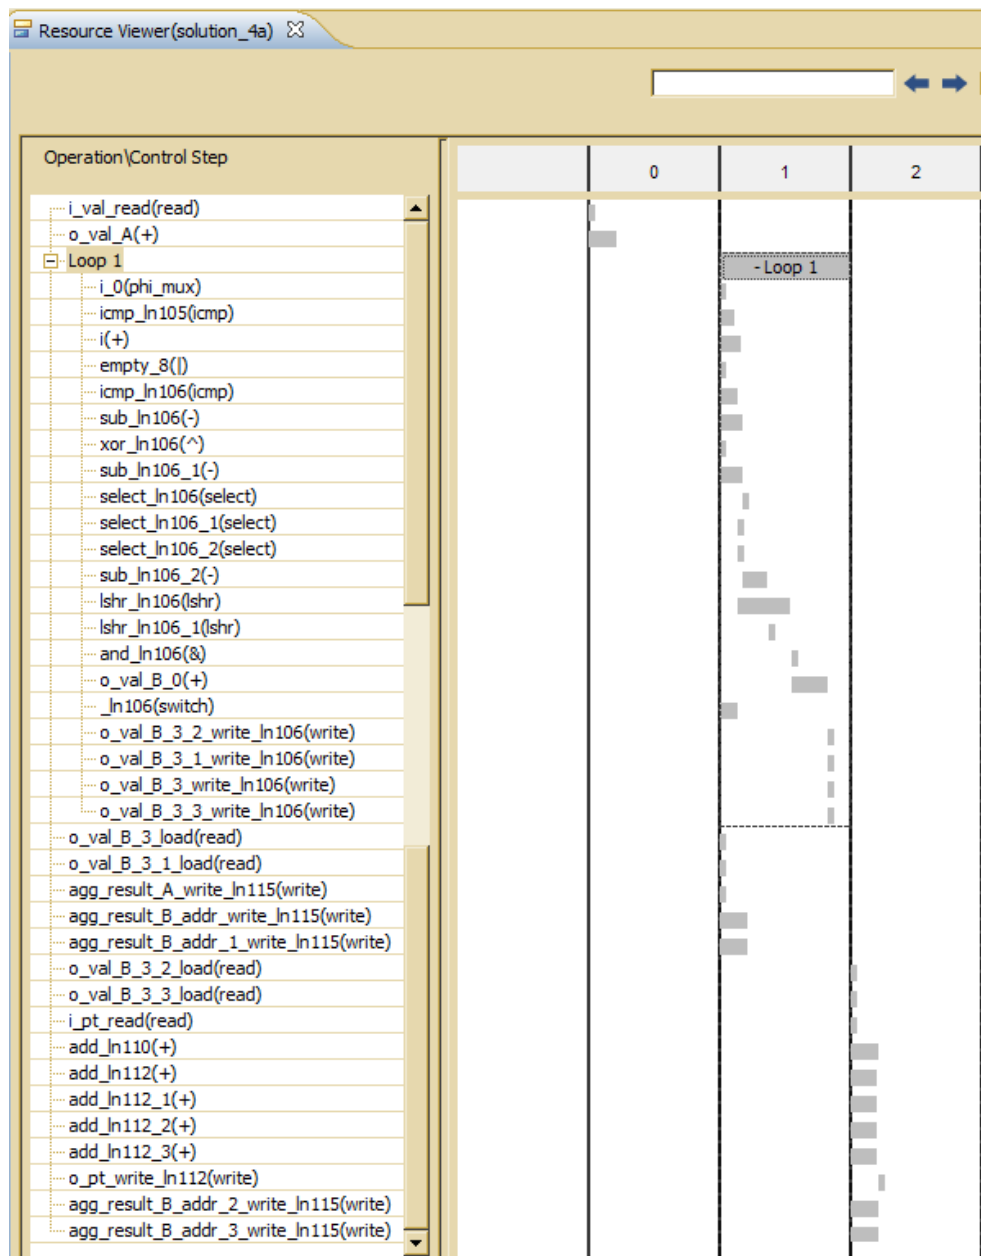 Resource Viewer(solution_4a)
Operation\Control Step
0
1
2
i_val_read(read)
o_val_A(+)
Loop 1
- Loop 1
i_0(phi_mux)
icmp_ln105(icmp)
i(+)
empty_8(|)
icmp_ln106(icmp)
sub_ln106(-)
xor_ln106(^)
sub_ln106_1(-)
select_ln106(select)
select_ln106_1(select)
select_ln106_2(select)
sub_ln106_2(-)
lshr_ln106(lshr)
lshr_ln106_1(lshr)
and_ln106(&)
o_val_B_0(+)
_ln106(switch)
o_val_B_3_2_write_ln106(write)
o_val_B_3_1_write_ln106(write)
o_val_B_3_write_ln106(write)
o_val_B_3_3_write_ln106(write)
o_val_B_3_load(read)
o_val_B_3_1_load(read)
agg_result_A_write_ln115(write)
agg_result_B_addr_write_ln115(write)
agg_result_B_addr_1_write_ln115(write)
o_val_B_3_2_load(read)
o_val_B_3_3_load(read)
i_pt_read(read)
add_ln110(+)
add_ln112(+)
add_ln112_1(+)
add_ln112_2(+)
add_ln112_3(+)
o_pt_write_ln112(write)
agg_result_B_addr_2_write_ln115(write)
agg_result_B_addr_3_write_ln115(write)